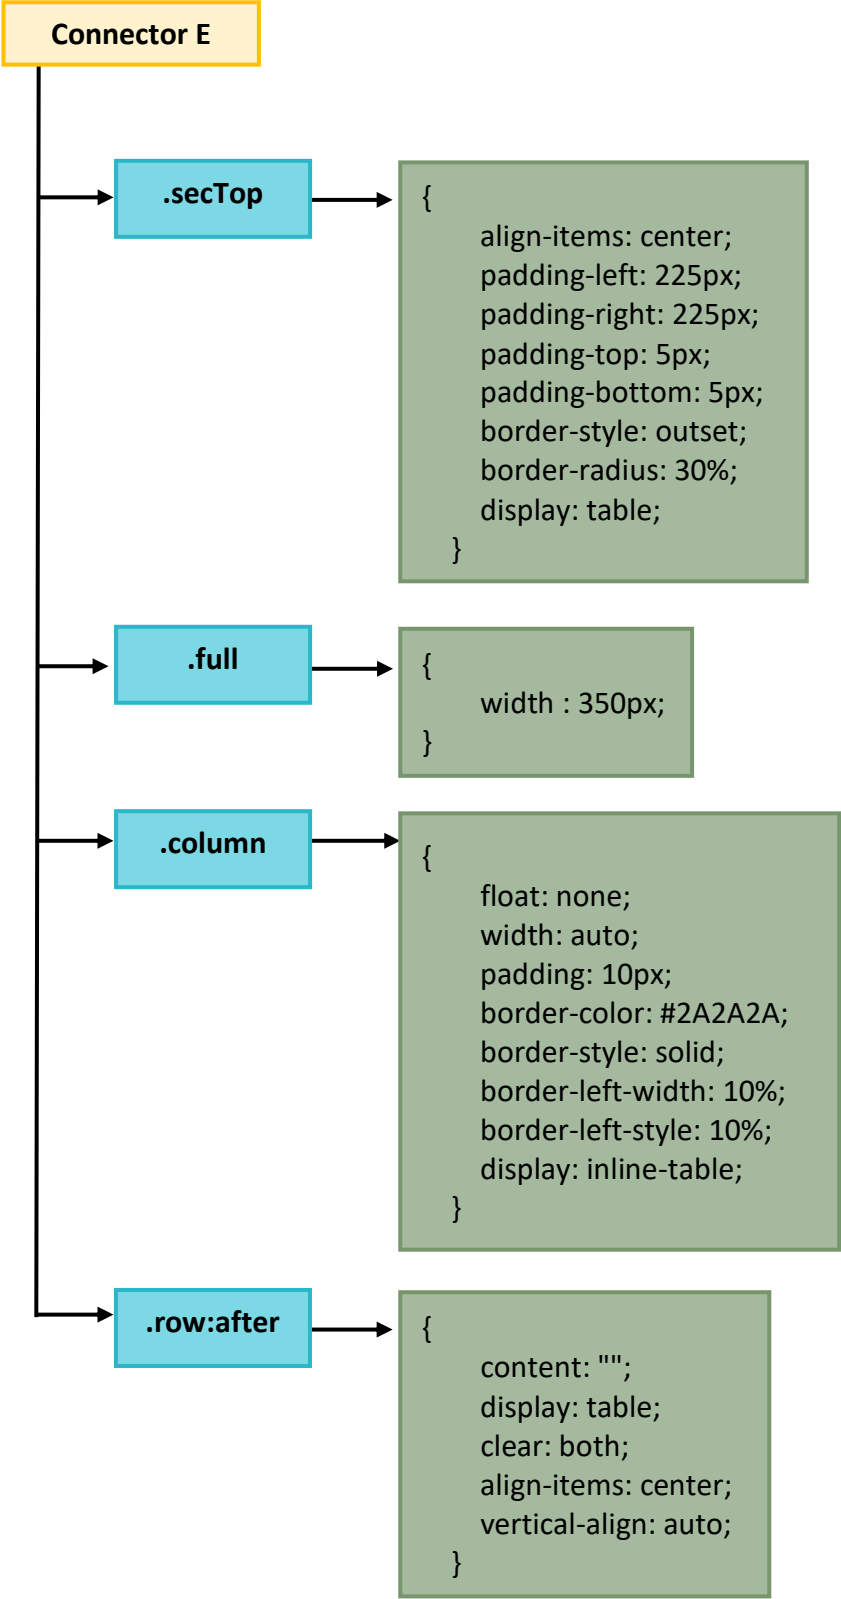 Connector E
.secTop
{
align-items: center;
padding-left: 225px;
padding-right: 225px;
padding-top: 5px;
padding-bottom: 5px;
border-style: outset;
border-radius: 30%;
display: table;
}
.full
{
width : 350px;
}
.column
{
float: none;
width: auto;
padding: 10px;
border-color: #2A2A2A;
border-style: solid;
border-left-width: 10%;
border-left-style: 10%;
display: inline-table;
}
.row:after
{
content: "";
display: table;
clear: both;
align-items: center;
vertical-align: auto;
}